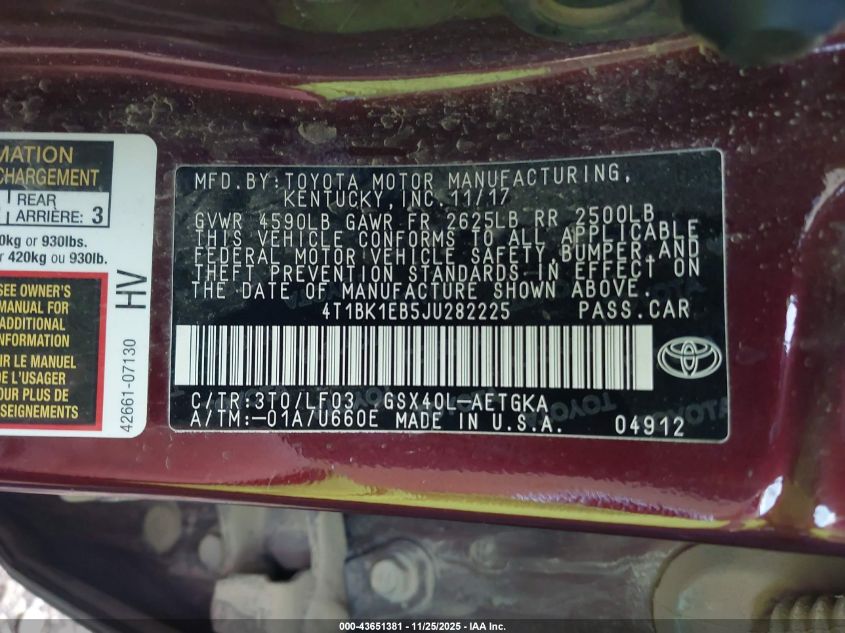 MATION
CHARGEMENT
REAR
ARRIÈRE: 3
0kg or 930lbs.
r 420kg ou 930lb.
SEE OWNER'S
MANUAL FOR
ADDITIONAL
INFORMATION
LE MANUEL
DE L'USAGER
POUR PLUS DE
HV
42661-07130
MFD. BY: TOYOTA MOTOR MANUFACTURING,
KENTUCKY, INC. 11/17
GVWR 4590LB GAWR FR 2625LB RR 2500LB
THIS VEHICLE CONFORMS TO ALL APPLICABLE
FEDERAL MOTOR VEHICLE SAFETY, BUMPER, AND
THEFT PREVENTION STANDARDS IN EFFECT ON
THE DATE OF MANUFACTURE SHOWN ABOVE.
4T1BK1EB5JU282225 PASS.CAR
C/TR:3T0/LF03 GSX40L-AETGKA
A/TM:-01A/U660E MADE IN U.S.A. 04912
000-43651381 - 11/25/2025 - IAA Inc.